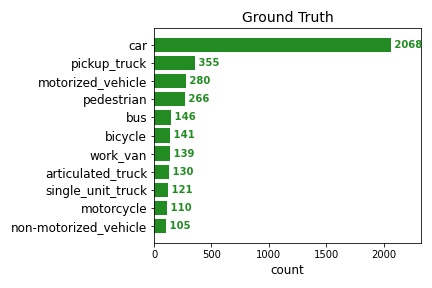 Ground Truth
car 2068
pickup_truck 355
motorized_vehicle 280
pedestrian 266
bus 146
bicycle 141
work_van 139
articulated_truck 130
single_unit_truck 121
motorcycle 110
non-motorized_vehicle 105
0 500 1000 1500 2000
count